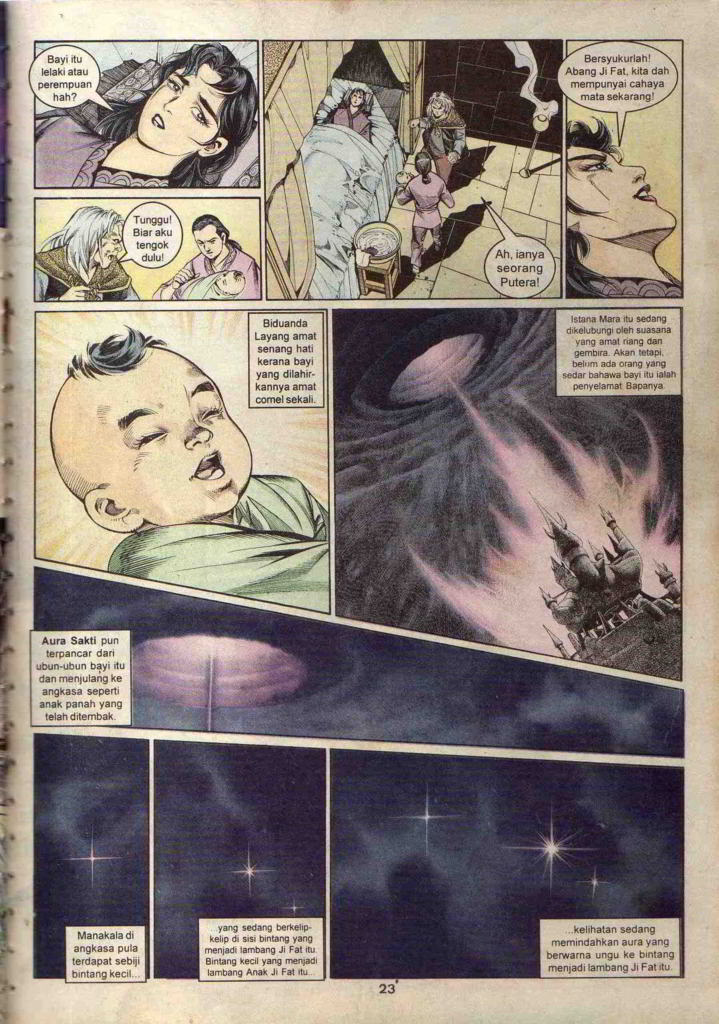 Bayi itu
lelaki atau
perempuan
hah?
Tunggu!
Biar aku
tengok
dulu!
Ah, ianya
seorang
Putera!
Bersyukurlah!
Abang Ji Fat, kita dah
mempunyai cahaya
mata sekarang!
Biduanda
Layang amat
senang hati
kerana bayi
yang dilahir-
kannya amat
comel sekali.
Istana Mara itu sedang
dikelubungi oleh suasana
yang amat riang dan
gembira. Akan tetapi,
belum ada orang yang
sedar bahawa bayi itu ialah
penyelamat Bapanya.
Aura Sakti pun
terpancar dari
ubun-ubun bayi itu
dan menjulang ke
angkasa seperti
anak panah yang
telah ditembak.
Manakala di
angkasa pula
terdapat sebiji
bintang kecil...
...yang sedang berkelip-
kelip di sisi bintang yang
menjadi lambang Ji Fat itu.
Bintang kecil yang menjadi
lambang Anak Ji Fat itu...
...kelihatan sedang
memindahkan aura yang
berwarna ungu ke bintang
menjadi lambang Ji Fat itu.
23